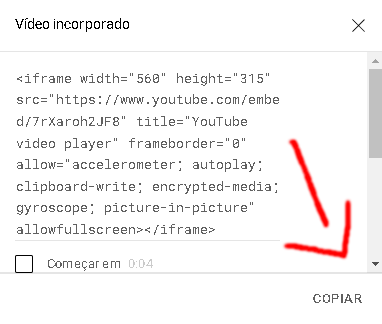 Vídeo incorporado
<iframe width="560" height="315"
src="https://www.youtube.com/embe
d/7rXaroh2JF8" title="YouTube
video player" frameborder="0"
allow="accelerometer; autoplay;
clipboard-write; encrypted-media;
gyroscope; picture-in-picture"
allowfullscreen></iframe>
Começar em 0:04
COPIAR